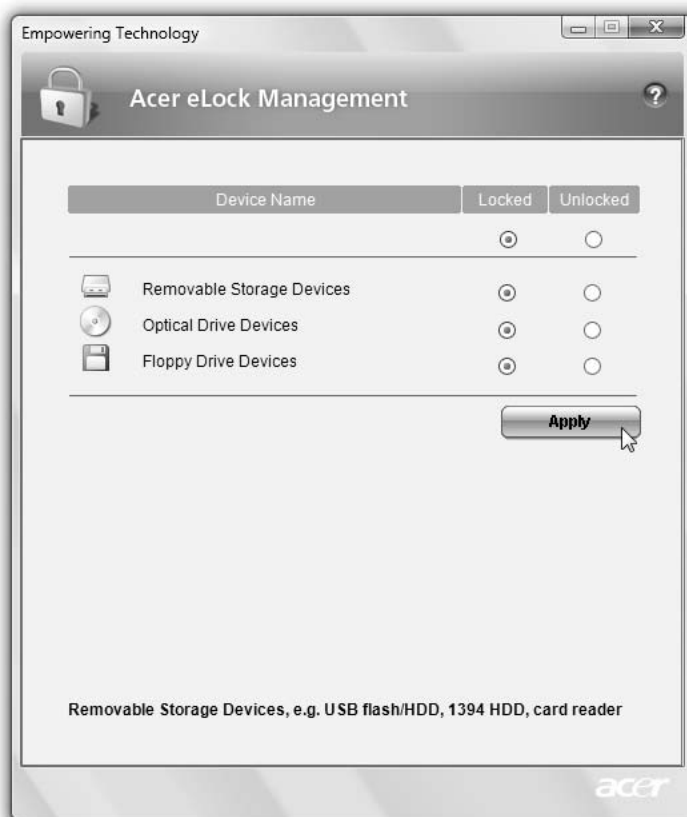 Empowering Technology
Acer eLock Management
?
Device Name Locked Unlocked
Removable Storage Devices
Optical Drive Devices
Floppy Drive Devices
Apply
Removable Storage Devices, e.g. USB flash/HDD, 1394 HDD, card reader
acer